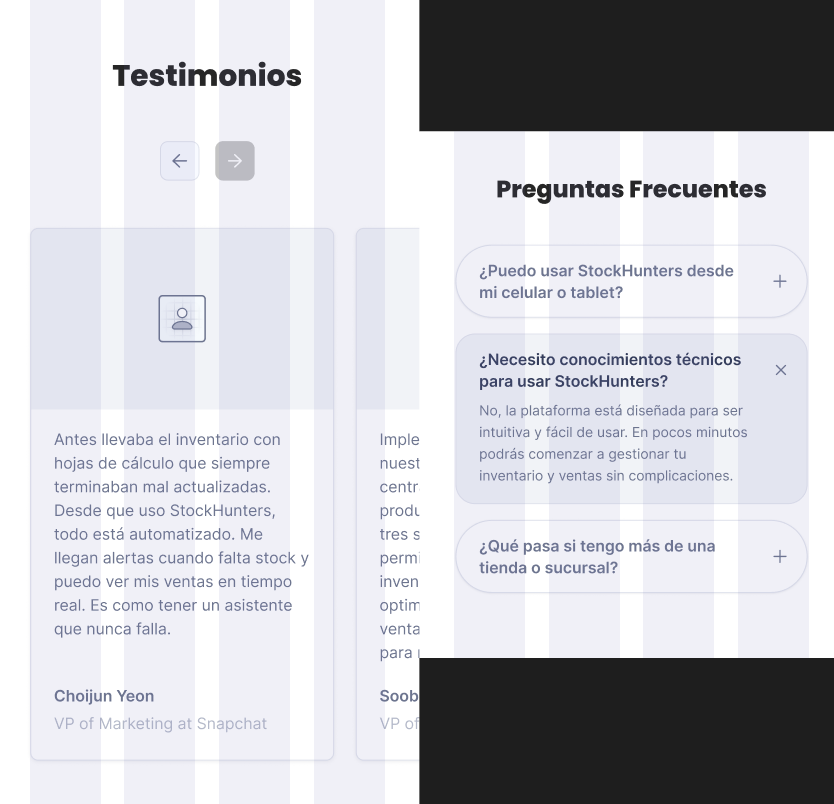 Testimonios
Antes llevaba el inventario con
hojas de cálculo que siempre
terminaban mal actualizadas.
Desde que uso StockHunters,
todo está automatizado. Me
llegan alertas cuando falta stock y
puedo ver mis ventas en tiempo
real. Es como tener un asistente
que nunca falla.
Choijun Yeon
VP of Marketing at Snapchat
Imple
nuest
centr
produ
tres s
permi
inven
optim
venta
para
Soob
VP of
Preguntas Frecuentes
¿Puedo usar StockHunters desde
mi celular o tablet?
¿Necesito conocimientos técnicos
para usar StockHunters?
No, la plataforma está diseñada para ser
intuitiva y fácil de usar. En pocos minutos
podrás comenzar a gestionar tu
inventario y ventas sin complicaciones.
¿Qué pasa si tengo más de una
tienda o sucursal?